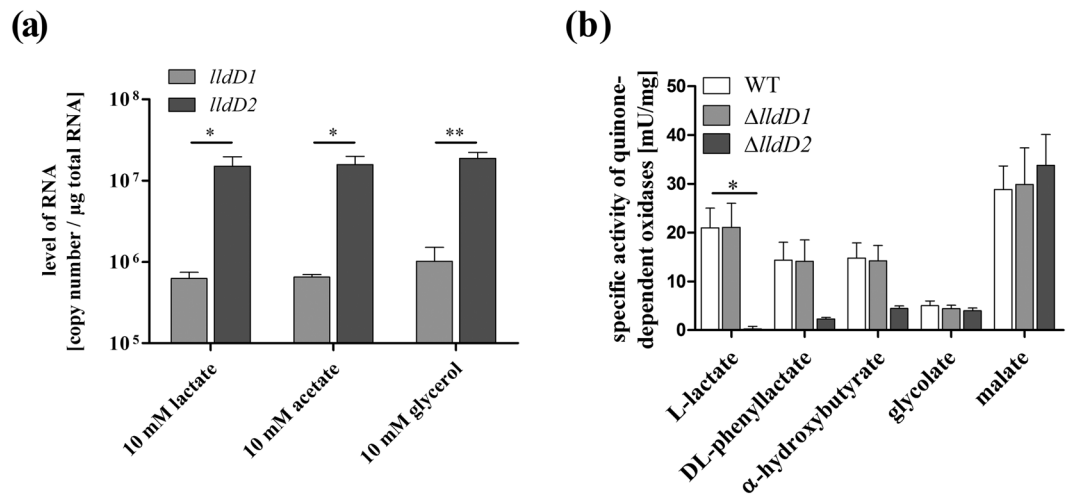 (a)
lldD1
lldD2
level of RNA
[copy number / µg total RNA]
10⁸
10⁷
10⁶
10⁵
*
*
**
10 mM lactate
10 mM acetate
10 mM glycerol
(b)
WT
ΔlldD1
ΔlldD2
specific activity of quinone-
dependent oxidases [mU/mg]
50
40
30
20
10
0
*
L-lactate
DL-phenyllactate
α-hydroxybutyrate
glycolate
malate